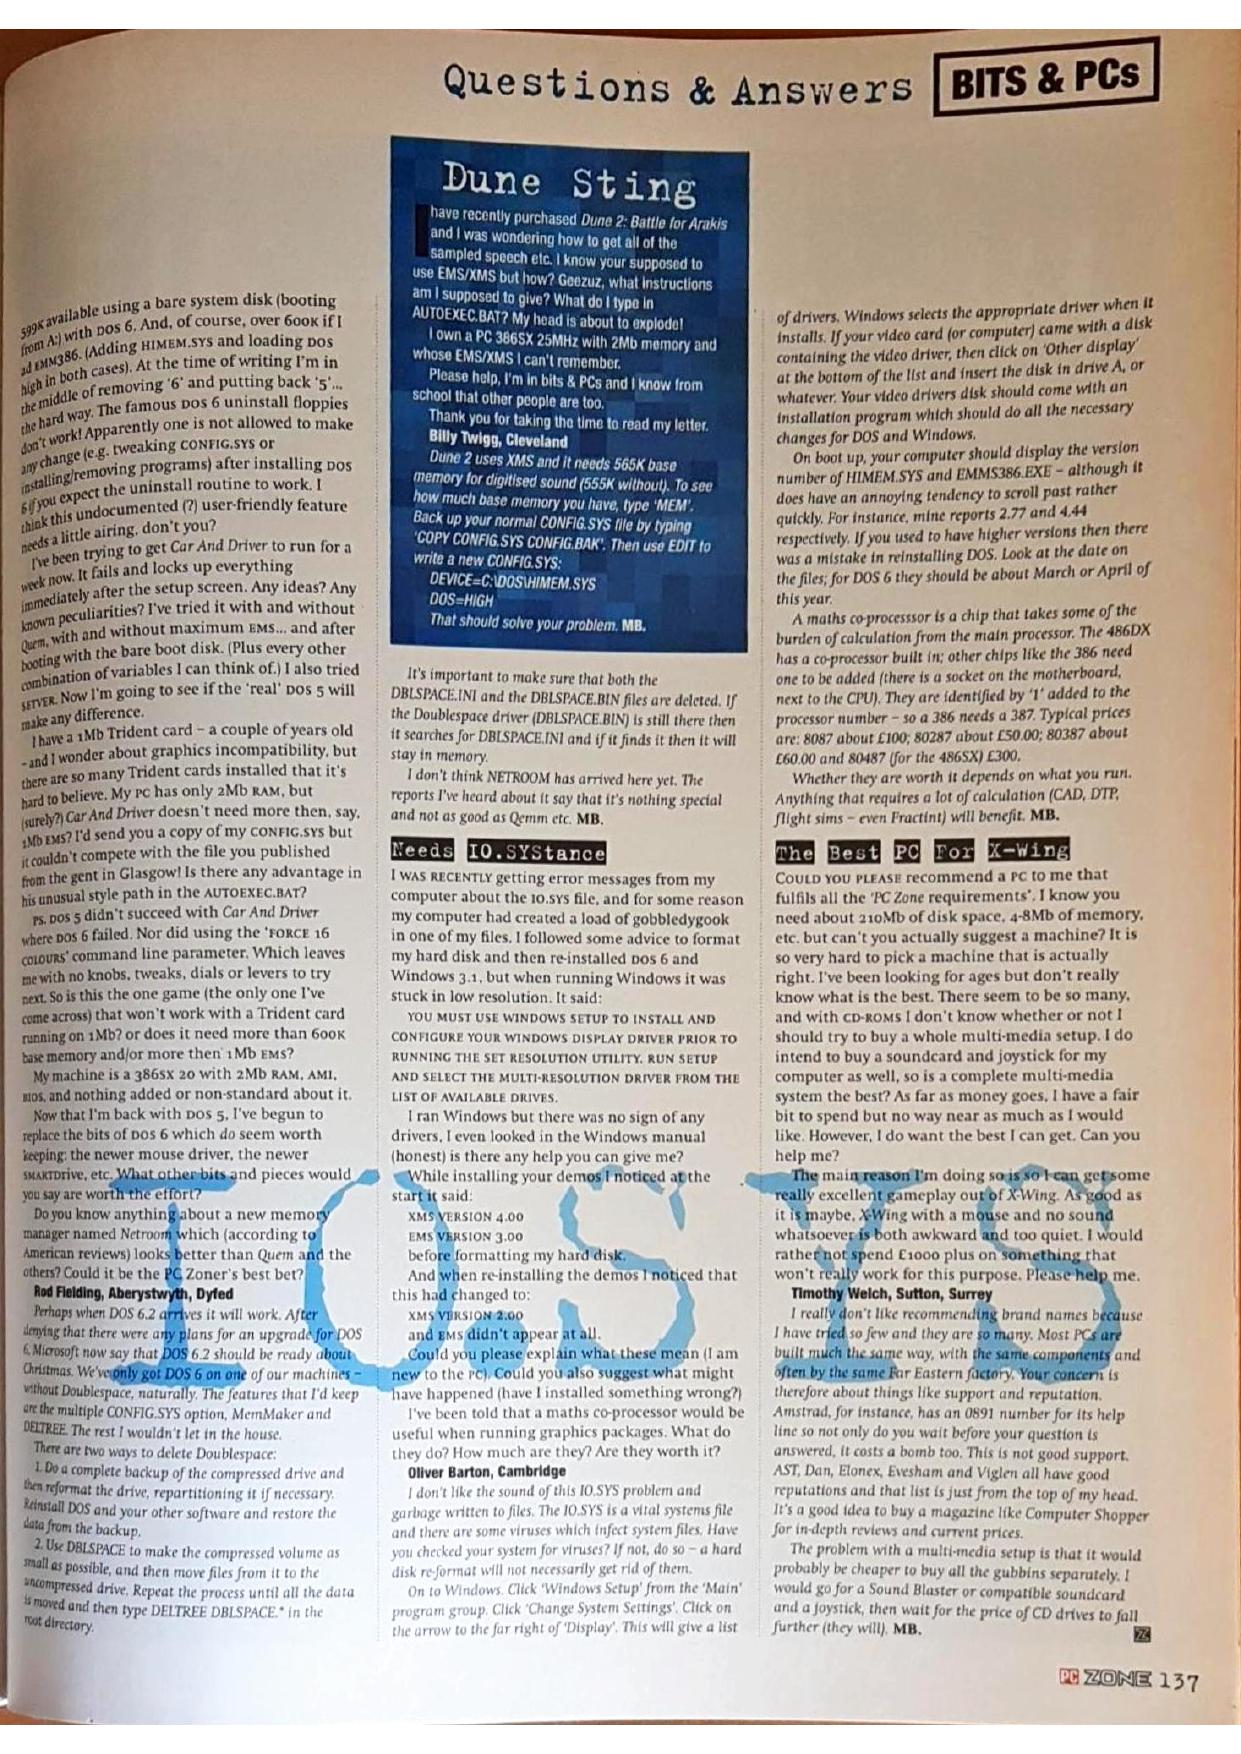 Questions & Answers BITS & PCs
599K available using a bare system disk (booting
from A:) with DOS 6. And, of course, over 600K if I
ad EMM386. (Adding HIMEM.SYS and loading DOS
high in both cases). At the time of writing I'm in
the middle of removing '6' and putting back '5'...
the hard way. The famous DOS 6 uninstall floppies
don't work! Apparently one is not allowed to make
any change (e.g. tweaking CONFIG.SYS or
installing/removing programs) after installing DOS
6 if you expect the uninstall routine to work. I
think this undocumented (?) user-friendly feature
needs a little airing, don't you?
I've been trying to get Car And Driver to run for a
week now. It fails and locks up everything
immediately after the setup screen. Any ideas? Any
known peculiarities? I've tried it with and without
Quem, with and without maximum EMS... and after
booting with the bare boot disk. (Plus every other
combination of variables I can think of.) I also tried
SETVER. Now I'm going to see if the 'real' DOS 5 will
make any difference.
I have a 1Mb Trident card – a couple of years old
– and I wonder about graphics incompatibility, but
there are so many Trident cards installed that it's
hard to believe. My PC has only 2Mb RAM, but
(surely?) Car And Driver doesn't need more then, say,
1Mb EMS? I'd send you a copy of my CONFIG.SYS but
it couldn't compete with the file you published
from the gent in Glasgow! Is there any advantage in
his unusual style path in the AUTOEXEC.BAT?
PS. DOS 5 didn't succeed with Car And Driver
where DOS 6 failed. Nor did using the 'FORCE 16
COLOURS' command line parameter. Which leaves
me with no knobs, tweaks, dials or levers to try
next. So is this the one game (the only one I've
come across) that won't work with a Trident card
running on 1Mb? or does it need more than 600K
base memory and/or more then 1Mb EMS?
My machine is a 386SX 20 with 2Mb RAM, AMI,
BIOS, and nothing added or non-standard about it.
Now that I'm back with DOS 5, I've begun to
replace the bits of DOS 6 which do seem worth
keeping: the newer mouse driver, the newer
SMARTDrive, etc. What other bits and pieces would
you say are worth the effort?
Do you know anything about a new memory
manager named Netroom which (according to
American reviews) looks better than Quem and the
others? Could it be the PC Zoner's best bet?
Rod Fielding, Aberystwyth, Dyfed
Perhaps when DOS 6.2 arrives it will work. After
denying that there were any plans for an upgrade for DOS
6, Microsoft now say that DOS 6.2 should be ready about
Christmas. We've only got DOS 6 on one of our machines –
without Doublespace, naturally. The features that I'd keep
are the multiple CONFIG.SYS option, MemMaker and
DELTREE. The rest I wouldn't let in the house.
There are two ways to delete Doublespace:
1. Do a complete backup of the compressed drive and
then reformat the drive, repartitioning it if necessary.
Reinstall DOS and your other software and restore the
data from the backup.
2. Use DBLSPACE to make the compressed volume as
small as possible, and then move files from it to the
uncompressed drive. Repeat the process until all the data
is moved and then type DELTREE DBLSPACE.* in the
root directory.
Dune Sting
I have recently purchased Dune 2: Battle for Arakis
and I was wondering how to get all of the
sampled speech etc. I know your supposed to
use EMS/XMS but how? Geezuz, what instructions
am I supposed to give? What do I type in
AUTOEXEC.BAT? My head is about to explode!
I own a PC 386SX 25MHz with 2Mb memory and
whose EMS/XMS I can't remember.
Please help, I'm in bits & PCs and I know from
school that other people are too.
Thank you for taking the time to read my letter.
Billy Twigg, Cleveland
Dune 2 uses XMS and it needs 565K base
memory for digitised sound (555K without). To see
how much base memory you have, type 'MEM'.
Back up your normal CONFIG.SYS file by typing
'COPY CONFIG.SYS CONFIG.BAK'. Then use EDIT to
write a new CONFIG.SYS:
DEVICE=C:\DOS\HIMEM.SYS
DOS=HIGH
That should solve your problem. MB.
It's important to make sure that both the
DBLSPACE.INI and the DBLSPACE.BIN files are deleted. If
the Doublespace driver (DBLSPACE.BIN) is still there then
it searches for DBLSPACE.INI and if it finds it then it will
stay in memory.
I don't think NETROOM has arrived here yet. The
reports I've heard about it say that it's nothing special
and not as good as Qemm etc. MB.
Needs IO.SYStance
I WAS RECENTLY getting error messages from my
computer about the IO.SYS file, and for some reason
my computer had created a load of gobbledygook
in one of my files. I followed some advice to format
my hard disk and then re-installed DOS 6 and
Windows 3.1, but when running Windows it was
stuck in low resolution. It said:
YOU MUST USE WINDOWS SETUP TO INSTALL AND
CONFIGURE YOUR WINDOWS DISPLAY DRIVER PRIOR TO
RUNNING THE SET RESOLUTION UTILITY. RUN SETUP
AND SELECT THE MULTI-RESOLUTION DRIVER FROM THE
LIST OF AVAILABLE DRIVES.
I ran Windows but there was no sign of any
drivers, I even looked in the Windows manual
(honest) is there any help you can give me?
While installing your demos I noticed at the
start it said:
XMS VERSION 4.00
EMS VERSION 3.00
before formatting my hard disk.
And when re-installing the demos I noticed that
this had changed to:
XMS VERSION 2.00
and EMS didn't appear at all.
Could you please explain what these mean (I am
new to the PC). Could you also suggest what might
have happened (have I installed something wrong?)
I've been told that a maths co-processor would be
useful when running graphics packages. What do
they do? How much are they? Are they worth it?
Oliver Barton, Cambridge
I don't like the sound of this IO.SYS problem and
garbage written to files. The IO.SYS is a vital systems file
and there are some viruses which infect system files. Have
you checked your system for viruses? If not, do so – a hard
disk re-format will not necessarily get rid of them.
On to Windows. Click 'Windows Setup' from the 'Main'
program group. Click 'Change System Settings'. Click on
the arrow to the far right of 'Display'. This will give a list
of drivers. Windows selects the appropriate driver when it
installs. If your video card (or computer) came with a disk
containing the video driver, then click on 'Other display'
at the bottom of the list and insert the disk in drive A, or
whatever. Your video drivers disk should come with an
installation program which should do all the necessary
changes for DOS and Windows.
On boot up, your computer should display the version
number of HIMEM.SYS and EMMS386.EXE – although it
does have an annoying tendency to scroll past rather
quickly. For instance, mine reports 2.77 and 4.44
respectively. If you used to have higher versions then there
was a mistake in reinstalling DOS. Look at the date on
the files; for DOS 6 they should be about March or April of
this year.
A maths co-processsor is a chip that takes some of the
burden of calculation from the main processor. The 486DX
has a co-processor built in; other chips like the 386 need
one to be added (there is a socket on the motherboard,
next to the CPU). They are identified by '1' added to the
processor number – so a 386 needs a 387. Typical prices
are: 8087 about £100; 80287 about £50.00; 80387 about
£60.00 and 80487 (for the 486SX) £300.
Whether they are worth it depends on what you run.
Anything that requires a lot of calculation (CAD, DTP,
flight sims – even Fractint) will benefit. MB.
The Best PC For X-Wing
COULD YOU PLEASE recommend a PC to me that
fulfils all the 'PC Zone requirements'. I know you
need about 210Mb of disk space, 4-8Mb of memory,
etc. but can't you actually suggest a machine? It is
so very hard to pick a machine that is actually
right. I've been looking for ages but don't really
know what is the best. There seem to be so many,
and with CD-ROMS I don't know whether or not I
should try to buy a whole multi-media setup. I do
intend to buy a soundcard and joystick for my
computer as well, so is a complete multi-media
system the best? As far as money goes, I have a fair
bit to spend but no way near as much as I would
like. However, I do want the best I can get. Can you
help me?
The main reason I'm doing so is so I can get some
really excellent gameplay out of X-Wing. As good as
it is maybe, X-Wing with a mouse and no sound
whatsoever is both awkward and too quiet. I would
rather not spend £1000 plus on something that
won't really work for this purpose. Please help me.
Timothy Welch, Sutton, Surrey
I really don't like recommending brand names because
I have tried so few and they are so many. Most PCs are
built much the same way, with the same components and
often by the same Far Eastern factory. Your concern is
therefore about things like support and reputation.
Amstrad, for instance, has an 0891 number for its help
line so not only do you wait before your question is
answered, it costs a bomb too. This is not good support.
AST, Dan, Elonex, Evesham and Viglen all have good
reputations and that list is just from the top of my head.
It's a good idea to buy a magazine like Computer Shopper
for in-depth reviews and current prices.
The problem with a multi-media setup is that it would
probably be cheaper to buy all the gubbins separately. I
would go for a Sound Blaster or compatible soundcard
and a joystick, then wait for the price of CD drives to fall
further (they will). MB.
IO.SYS
PC ZONE 137